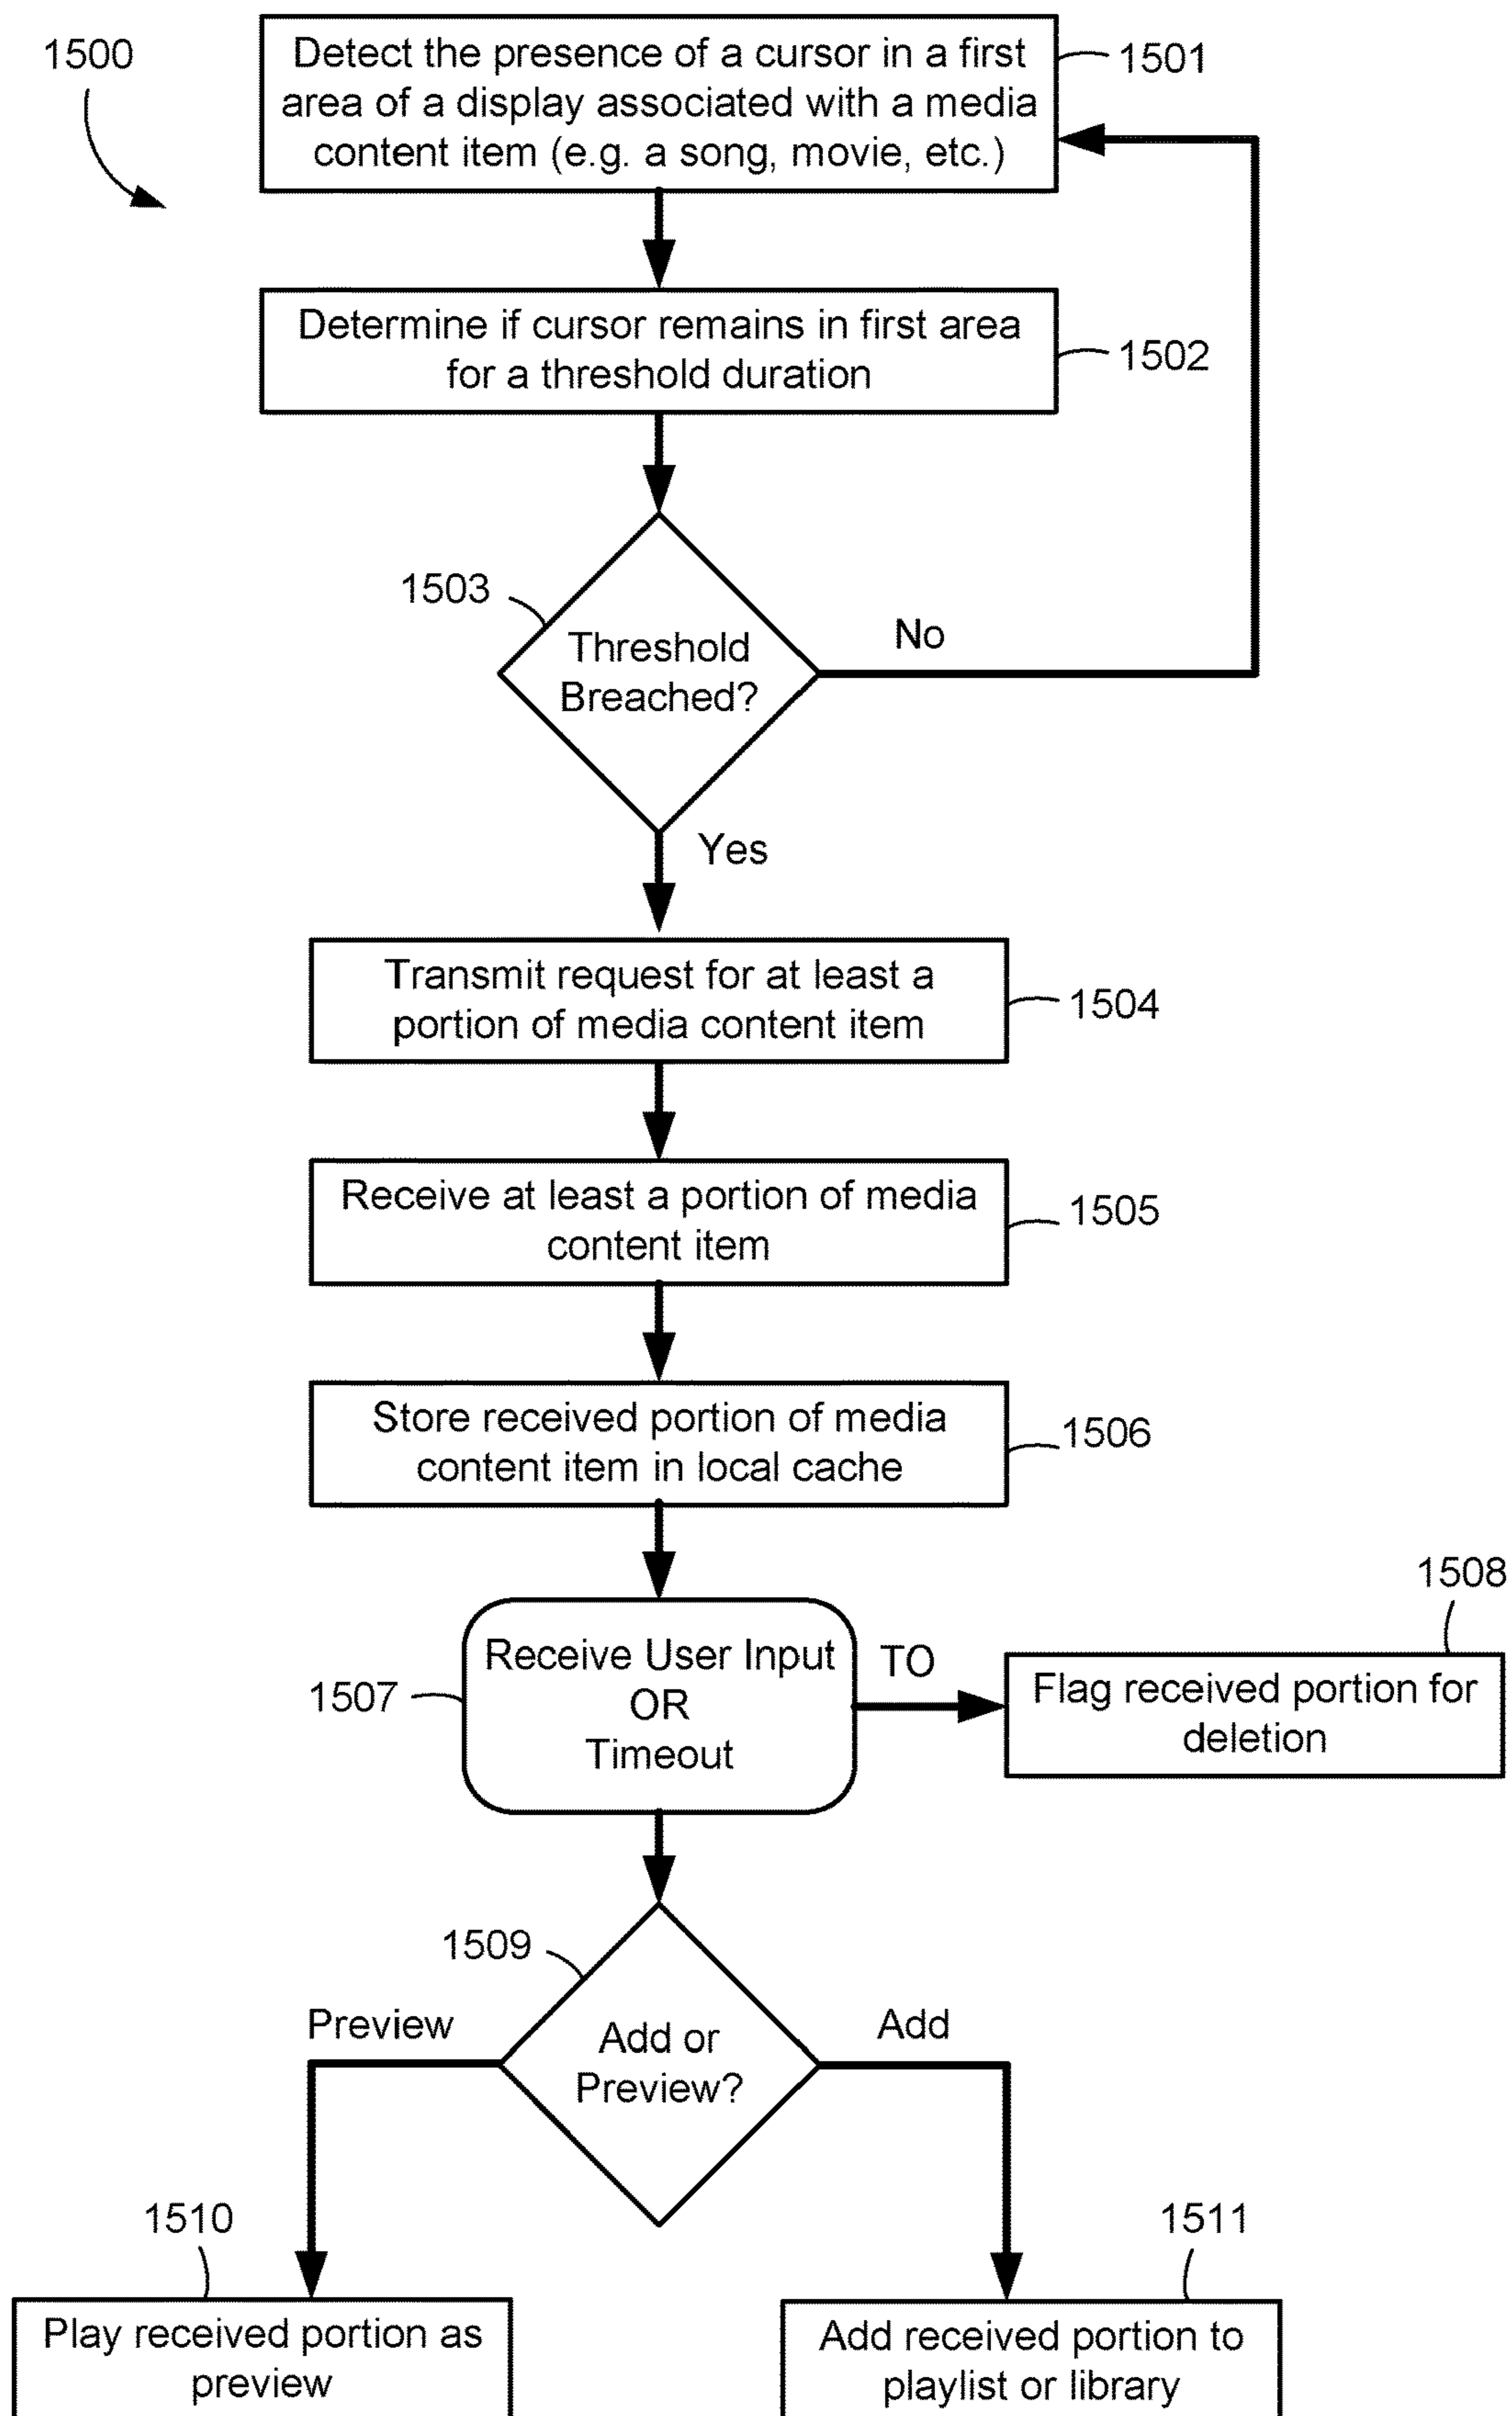 1500
Detect the presence of a cursor in a first
area of a display associated with a media
content item (e.g. a song, movie, etc.)
1501
Determine if cursor remains in first area
for a threshold duration
1502
1503
Threshold
Breached?
No
Yes
Transmit request for at least a
portion of media content item
1504
Receive at least a portion of media
content item
1505
Store received portion of media
content item in local cache
1506
1507
Receive User Input
OR
Timeout
TO
1508
Flag received portion for
deletion
1509
Add or
Preview?
Preview
Add
1510
Play received portion as
preview
1511
Add received portion to
playlist or library